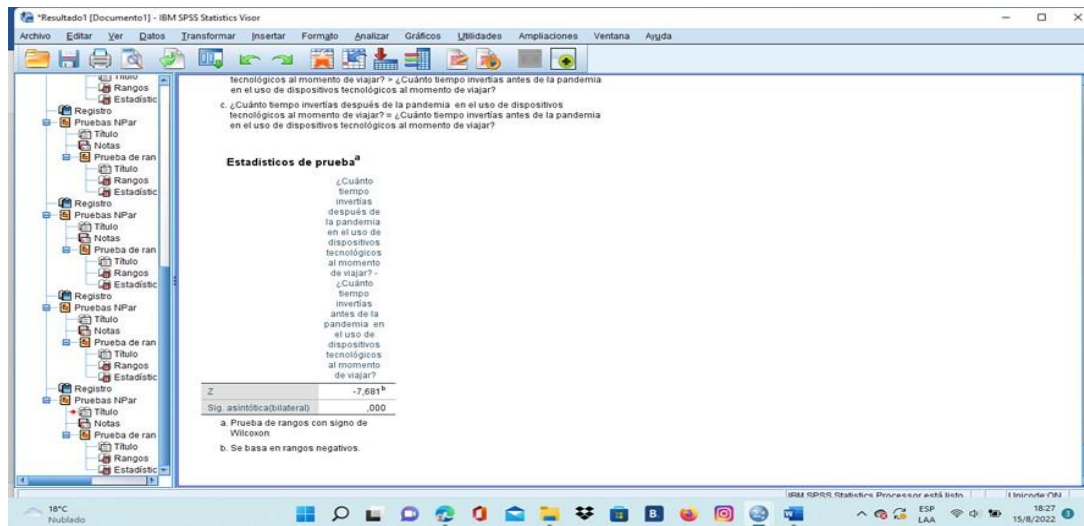 *Resultado1 [Documento1] - IBM SPSS Statistics Visor
Archivo Editar Ver Datos Transformar Insertar Formato Analizar Gráficos Utilidades Ampliaciones Ventana Ayuda
Título
Rangos
Estadístic
Registro
Pruebas NPar
Título
Notas
Prueba de ran
Título
Rangos
Estadístic
Registro
Pruebas NPar
Título
Notas
Prueba de ran
Título
Rangos
Estadístic
Registro
Pruebas NPar
Notas
Prueba de ran
Título
Rangos
Estadístic
Registro
Pruebas NPar
Título
Notas
Prueba de ran
Título
Rangos
Estadístic
tecnológicos al momento de viajar? > ¿Cuánto tiempo invertías antes de la pandemia
en el uso de dispositivos tecnológicos al momento de viajar?
c. ¿Cuánto tiempo invertías después de la pandemia en el uso de dispositivos
tecnológicos al momento de viajar? = ¿Cuánto tiempo invertías antes de la pandemia
en el uso de dispositivos tecnológicos al momento de viajar?
Estadísticos de prueba^a
¿Cuánto
tiempo
invertías
después de
la pandemia
en el uso de
dispositivos
tecnológicos
al momento
de viajar? -
¿Cuánto
tiempo
invertías
antes de la
pandemia en
el uso de
dispositivos
tecnológicos
al momento
de viajar?
Z -7,681^b
Sig. asintótica(bilateral) ,000
a. Prueba de rangos con signo de
Wilcoxon
b. Se basa en rangos negativos.
IBM SPSS Statistics Processor está listo Unicode:ON
18°C
Nublado
ESP
LAA
18:27
15/8/2022
3